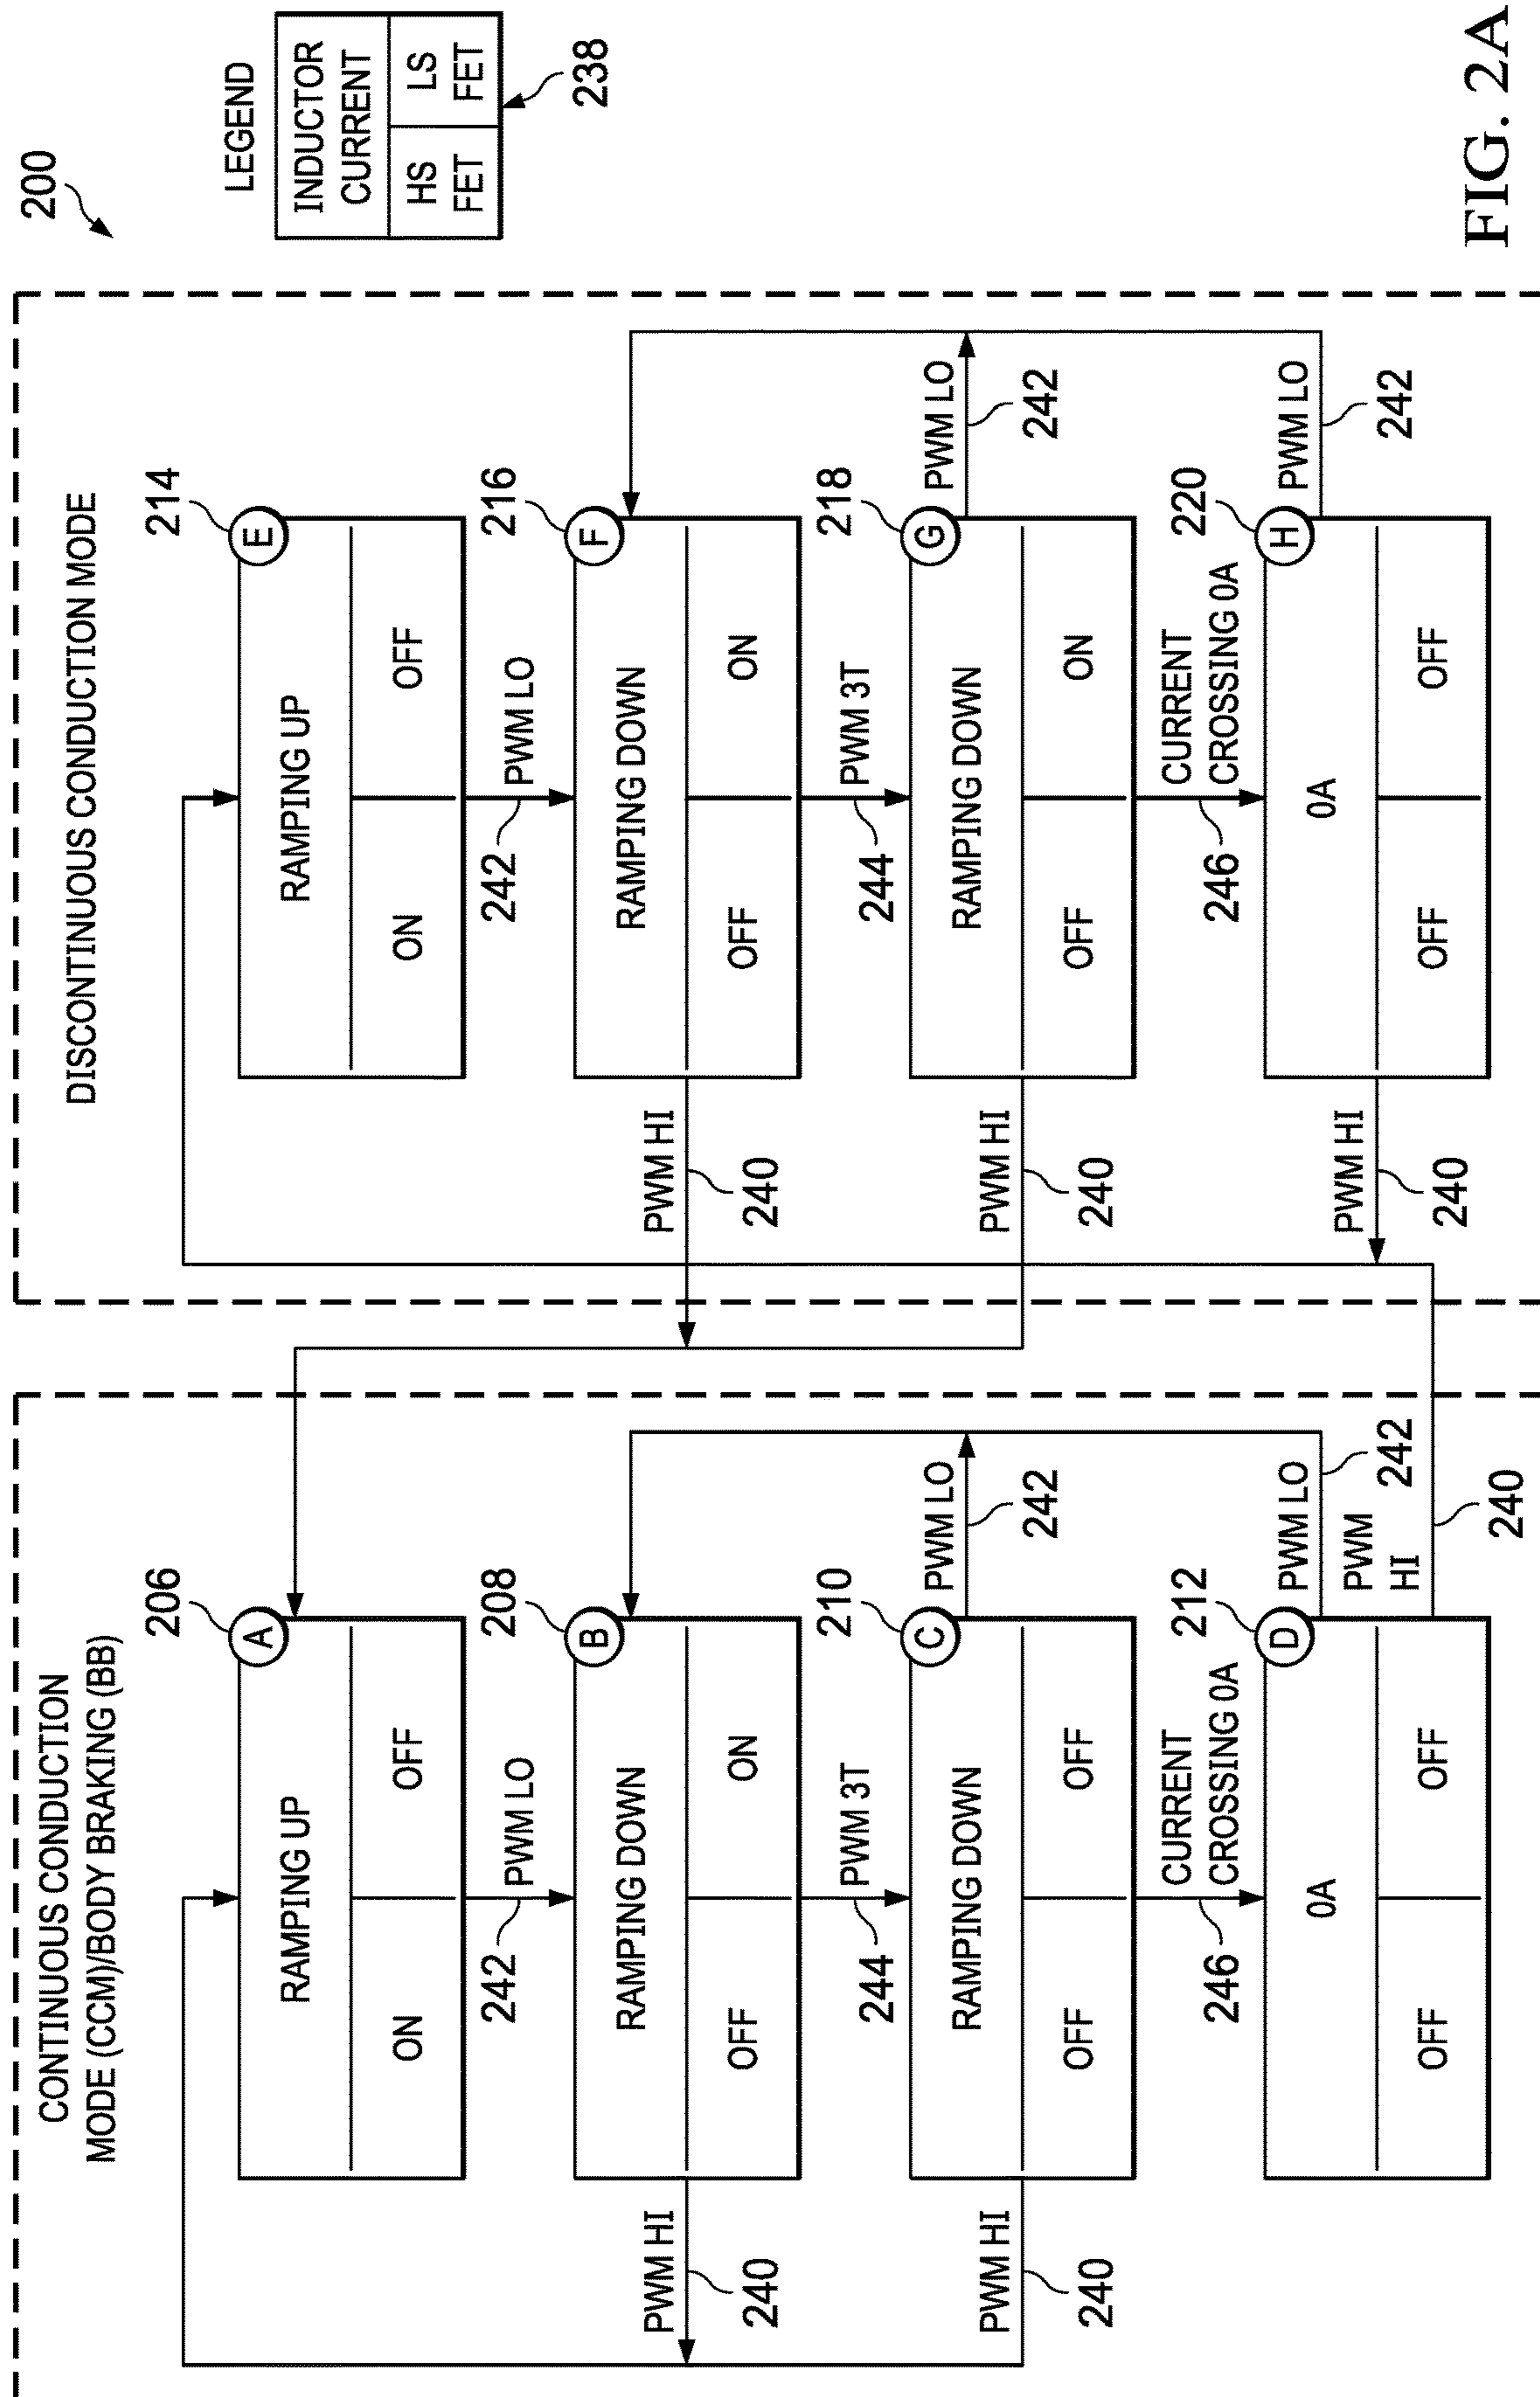 200
LEGEND
INDUCTOR
CURRENT
HS
FET
LS
FET
238
CONTINUOUS CONDUCTION
MODE (CCM)/BODY BRAKING (BB)
A
206
RAMPING UP
ON
OFF
242
PWM LO
B
208
RAMPING DOWN
OFF
ON
PWM HI
240
244
PWM 3T
C
210
RAMPING DOWN
OFF
OFF
PWM HI
240
PWM LO
242
246
CURRENT
CROSSING 0A
D
212
0A
OFF
OFF
PWM LO
242
PWM
HI
240
DISCONTINUOUS CONDUCTION MODE
E
214
RAMPING UP
ON
OFF
242
PWM LO
F
216
RAMPING DOWN
OFF
ON
PWM HI
240
244
PWM 3T
G
218
RAMPING DOWN
OFF
ON
PWM HI
240
PWM LO
242
246
CURRENT
CROSSING 0A
H
220
0A
OFF
OFF
PWM HI
240
PWM LO
242
FIG. 2A